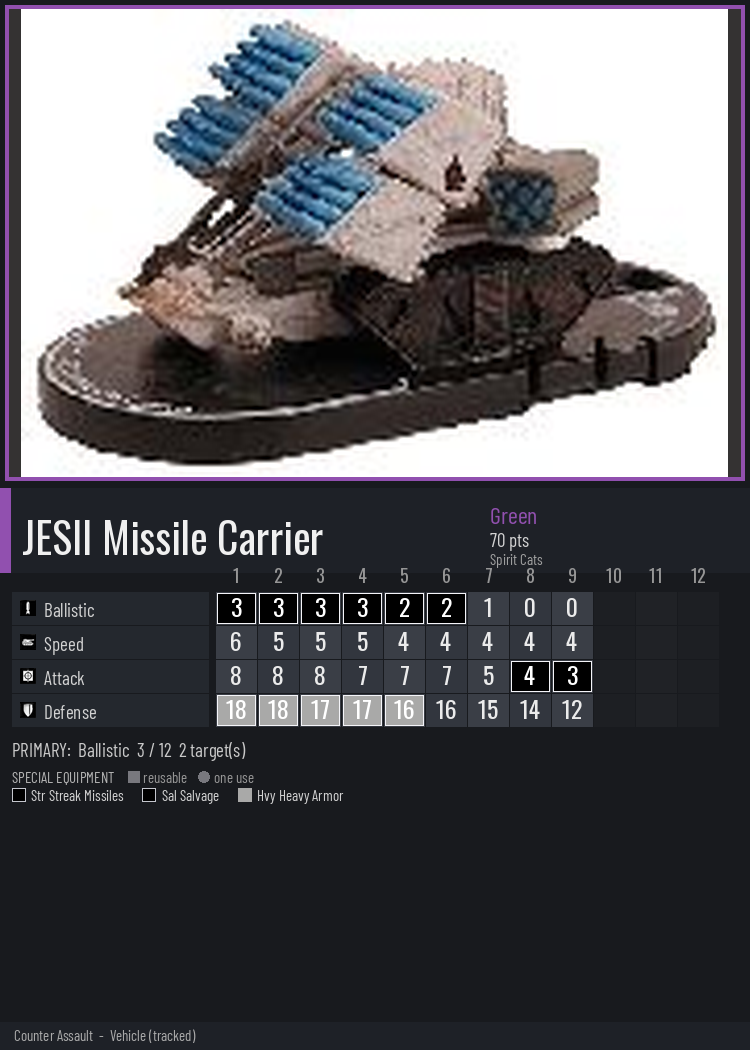 JESII Missile Carrier
Green
70 pts
Spirit Cats
1 2 3 4 5 6 7 8 9 10 11 12
Ballistic 3 3 3 3 2 2 1 0 0
Speed 6 5 5 5 4 4 4 4 4
Attack 8 8 8 7 7 7 5 4 3
Defense 18 18 17 17 16 16 15 14 12
PRIMARY: Ballistic 3 / 12 2 target(s)
SPECIAL EQUIPMENT reusable one use
Str Streak Missiles Sal Salvage Hvy Heavy Armor
Counter Assault - Vehicle (tracked)